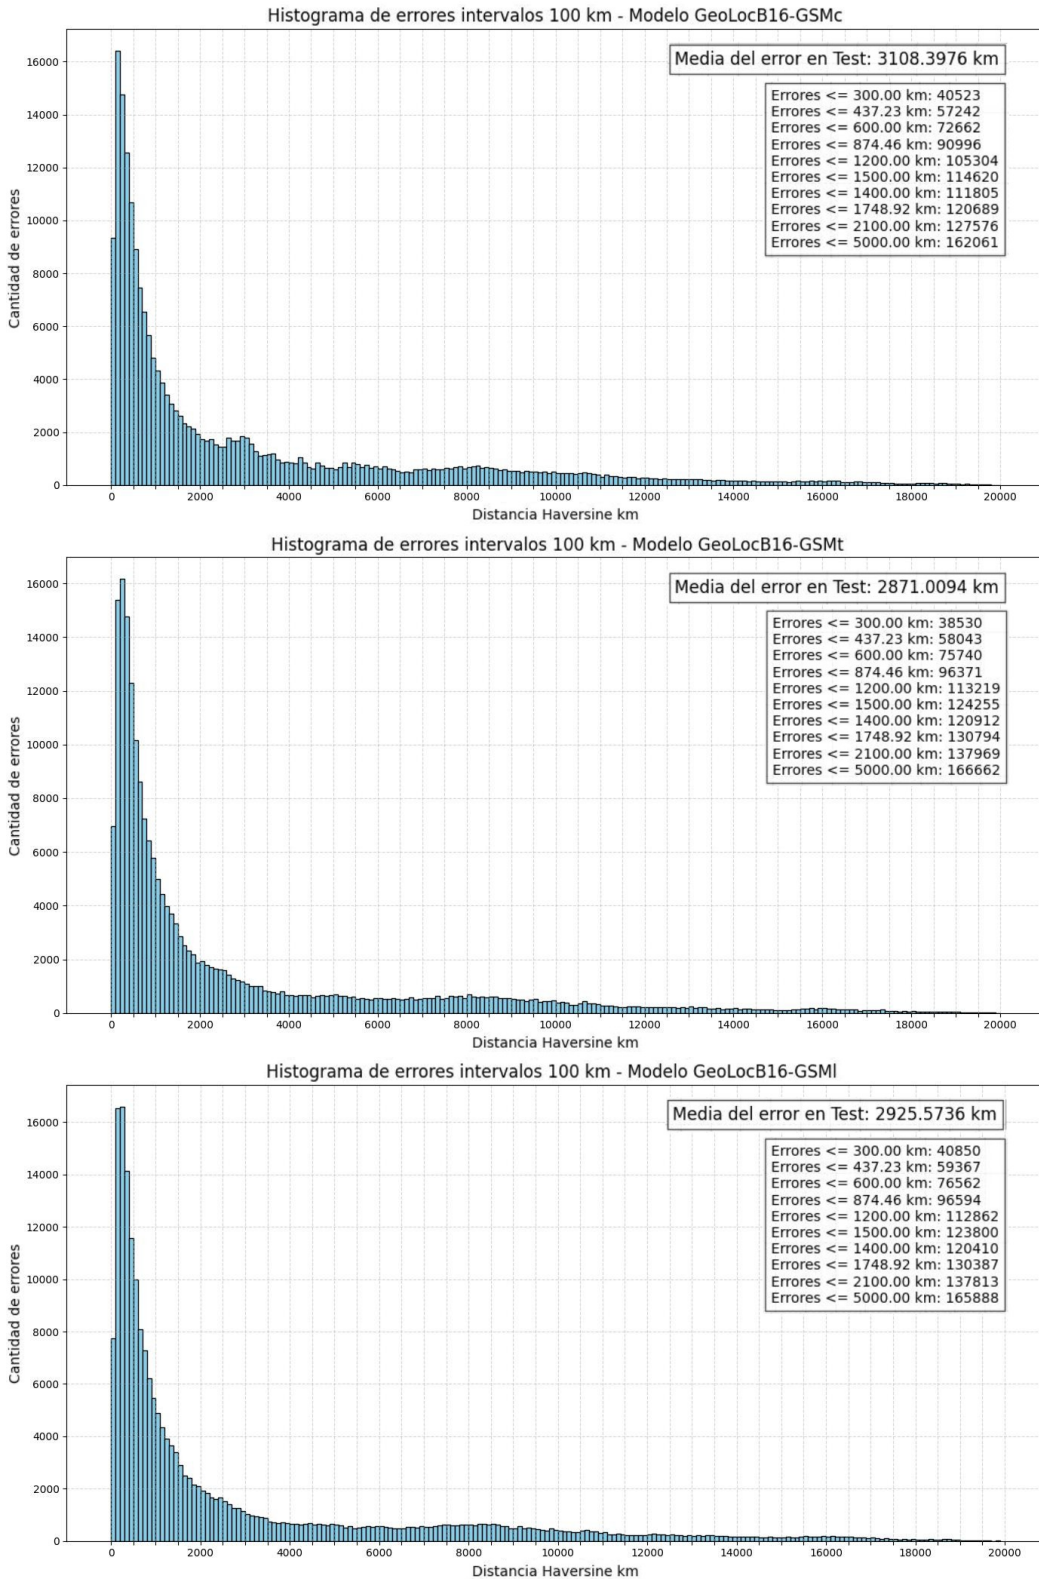 Histograma de errores intervalos 100 km - Modelo GeoLocB16-GSMc
Media del error en Test: 3108.3976 km
Errores <= 300.00 km: 40523
Errores <= 437.23 km: 57242
Errores <= 600.00 km: 72662
Errores <= 874.46 km: 90996
Errores <= 1200.00 km: 105304
Errores <= 1500.00 km: 114620
Errores <= 1400.00 km: 111805
Errores <= 1748.92 km: 120689
Errores <= 2100.00 km: 127576
Errores <= 5000.00 km: 162061
Cantidad de errores
16000
14000
12000
10000
8000
6000
4000
2000
0
0 2000 4000 6000 8000 10000 12000 14000 16000 18000 20000
Distancia Haversine km
Histograma de errores intervalos 100 km - Modelo GeoLocB16-GSMt
Media del error en Test: 2871.0094 km
Errores <= 300.00 km: 38530
Errores <= 437.23 km: 58043
Errores <= 600.00 km: 75740
Errores <= 874.46 km: 96371
Errores <= 1200.00 km: 113219
Errores <= 1500.00 km: 124255
Errores <= 1400.00 km: 120912
Errores <= 1748.92 km: 130794
Errores <= 2100.00 km: 137969
Errores <= 5000.00 km: 166662
Cantidad de errores
16000
14000
12000
10000
8000
6000
4000
2000
0
0 2000 4000 6000 8000 10000 12000 14000 16000 18000 20000
Distancia Haversine km
Histograma de errores intervalos 100 km - Modelo GeoLocB16-GSMl
Media del error en Test: 2925.5736 km
Errores <= 300.00 km: 40850
Errores <= 437.23 km: 59367
Errores <= 600.00 km: 76562
Errores <= 874.46 km: 96594
Errores <= 1200.00 km: 112862
Errores <= 1500.00 km: 123800
Errores <= 1400.00 km: 120410
Errores <= 1748.92 km: 130387
Errores <= 2100.00 km: 137813
Errores <= 5000.00 km: 165888
Cantidad de errores
16000
14000
12000
10000
8000
6000
4000
2000
0
0 2000 4000 6000 8000 10000 12000 14000 16000 18000 20000
Distancia Haversine km